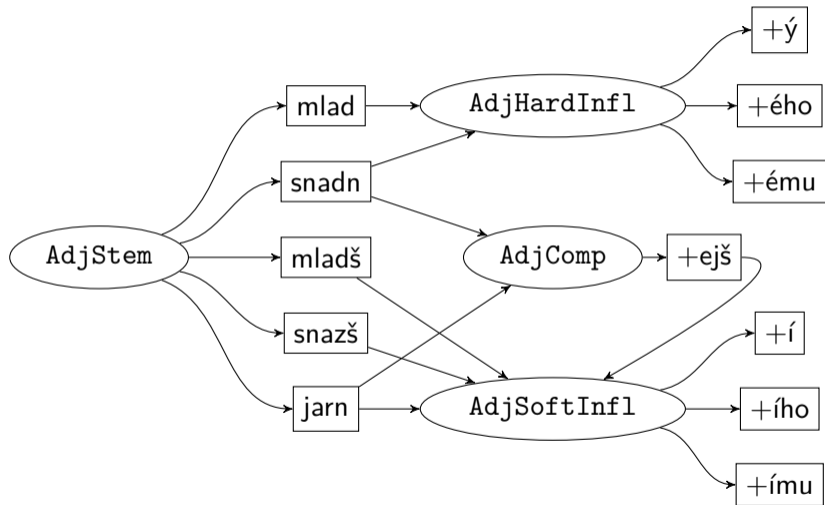 +ý
mlad
AdjHardInfl
+ého
snadn
+ému
AdjStem
mladš
AdjComp
+ejš
snazš
+í
jarn
AdjSoftInfl
+ího
+ímu